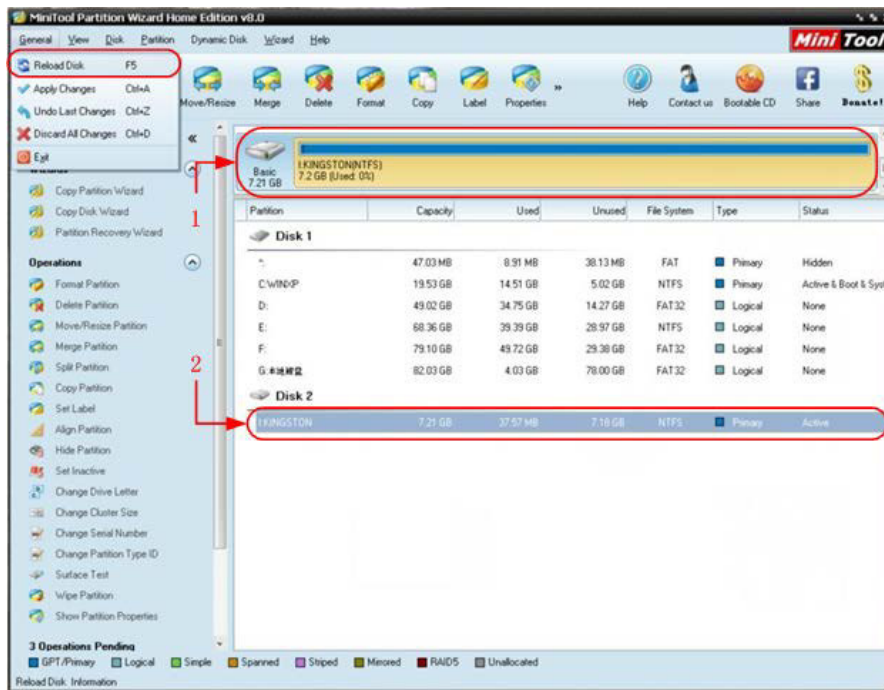 MiniTool Partition Wizard Home Edition v8.0
General View Disk Partition Dynamic Disk Wizard Help
Mini Tool
Reload Disk F5
Apply Changes Ctrl+A
Undo Last Changes Ctrl+Z
Discard All Changes Ctrl+D
Exit
Move/Resize Merge Delete Format Copy Label Properties » Help Contact us Bootable CD Share Donate!
«
1
Basic
7.21 GB
I:KINGSTON(NTFS)
7.2 GB (Used: 0%)
Wizards
Copy Partition Wizard
Copy Disk Wizard
Partition Recovery Wizard
Operations
Format Partition
Delete Partition
Move/Resize Partition
Merge Partition
Split Partition
Copy Partition
Set Label
Align Partition
Hide Partition
Set Inactive
Change Drive Letter
Change Cluster Size
Change Serial Number
Change Partition Type ID
Surface Test
Wipe Partition
Show Partition Properties
3 Operations Pending
Partition Capacity Used Unused File System Type Status
Disk 1
*: 47.03 MB 8.91 MB 38.13 MB FAT Primary Hidden
C:WINXP 19.53 GB 14.51 GB 5.02 GB NTFS Primary Active & Boot & Sys
D: 49.02 GB 34.75 GB 14.27 GB FAT32 Logical None
E: 68.36 GB 39.39 GB 28.97 GB NTFS Logical None
F: 79.10 GB 49.72 GB 29.38 GB FAT32 Logical None
G:本地磁盘 82.03 GB 4.03 GB 78.00 GB FAT32 Logical None
2
Disk 2
I:KINGSTON 7.21 GB 37.57 MB 7.18 GB NTFS Primary Active
GPT/Primary Logical Simple Spanned Striped Mirrored RAID5 Unallocated
Reload Disk Information